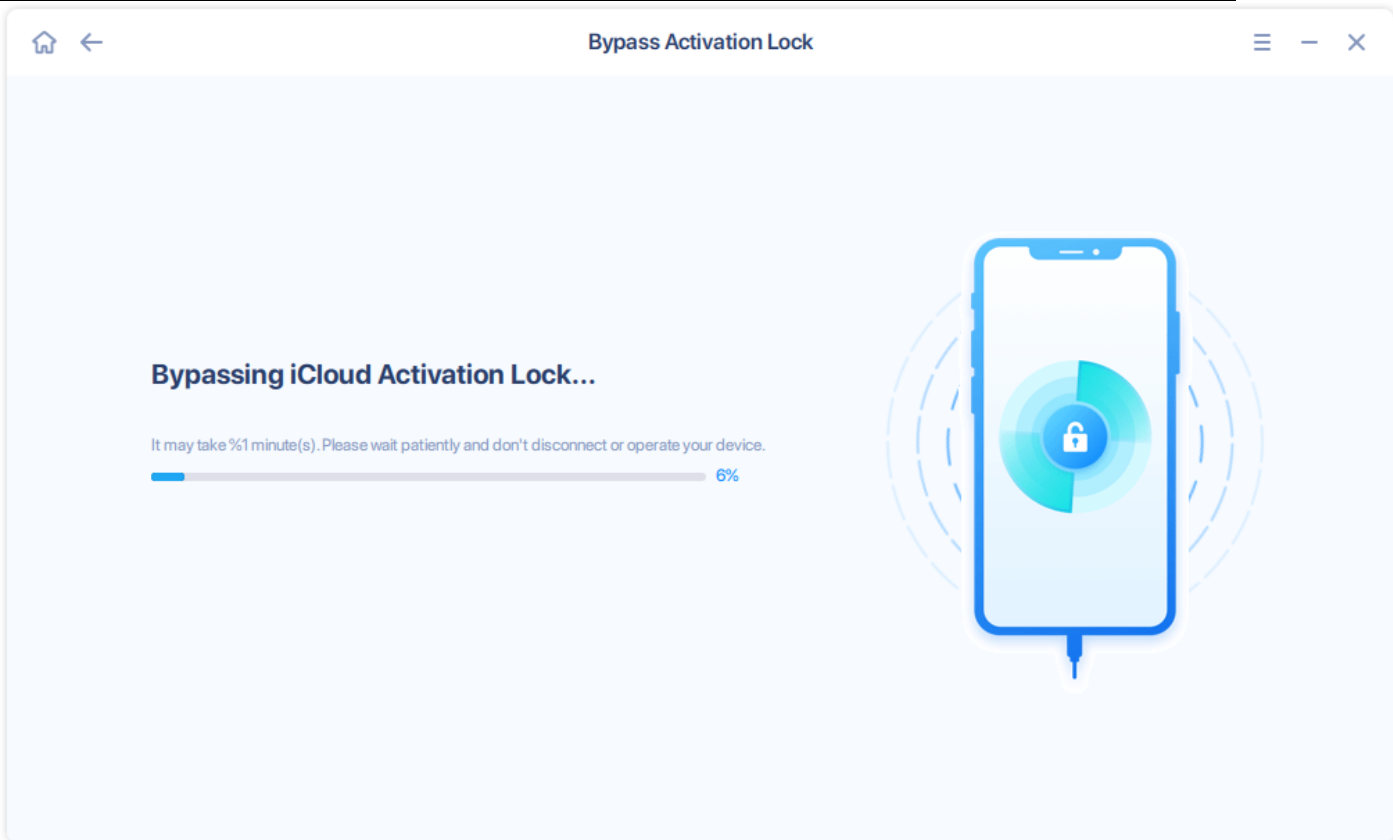 Bypass Activation Lock
Bypassing iCloud Activation Lock...
It may take %1 minute(s). Please wait patiently and don't disconnect or operate your device.
6%